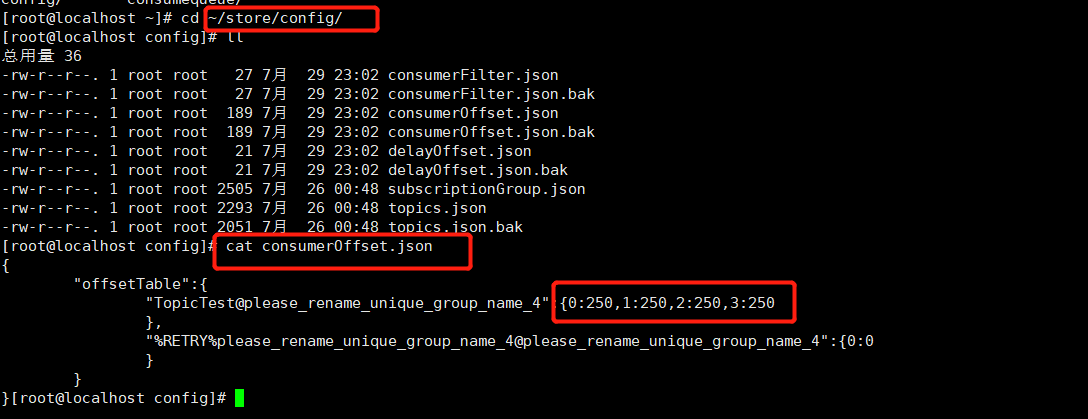 config/       consumequeue/
[root@localhost ~]# cd ~/store/config/
[root@localhost config]# ll
总用量 36
-rw-r--r--. 1 root root   27 7月  29 23:02 consumerFilter.json
-rw-r--r--. 1 root root   27 7月  29 23:02 consumerFilter.json.bak
-rw-r--r--. 1 root root  189 7月  29 23:02 consumerOffset.json
-rw-r--r--. 1 root root  189 7月  29 23:02 consumerOffset.json.bak
-rw-r--r--. 1 root root   21 7月  29 23:02 delayOffset.json
-rw-r--r--. 1 root root   21 7月  29 23:02 delayOffset.json.bak
-rw-r--r--. 1 root root 2505 7月  26 00:48 subscriptionGroup.json
-rw-r--r--. 1 root root 2293 7月  26 00:48 topics.json
-rw-r--r--. 1 root root 2051 7月  26 00:48 topics.json.bak
[root@localhost config]# cat consumerOffset.json
{
        "offsetTable":{
                "TopicTest@please_rename_unique_group_name_4":{0:250,1:250,2:250,3:250
                },
                "%RETRY%please_rename_unique_group_name_4@please_rename_unique_group_name_4":{0:0
                }
        }
}[root@localhost config]#